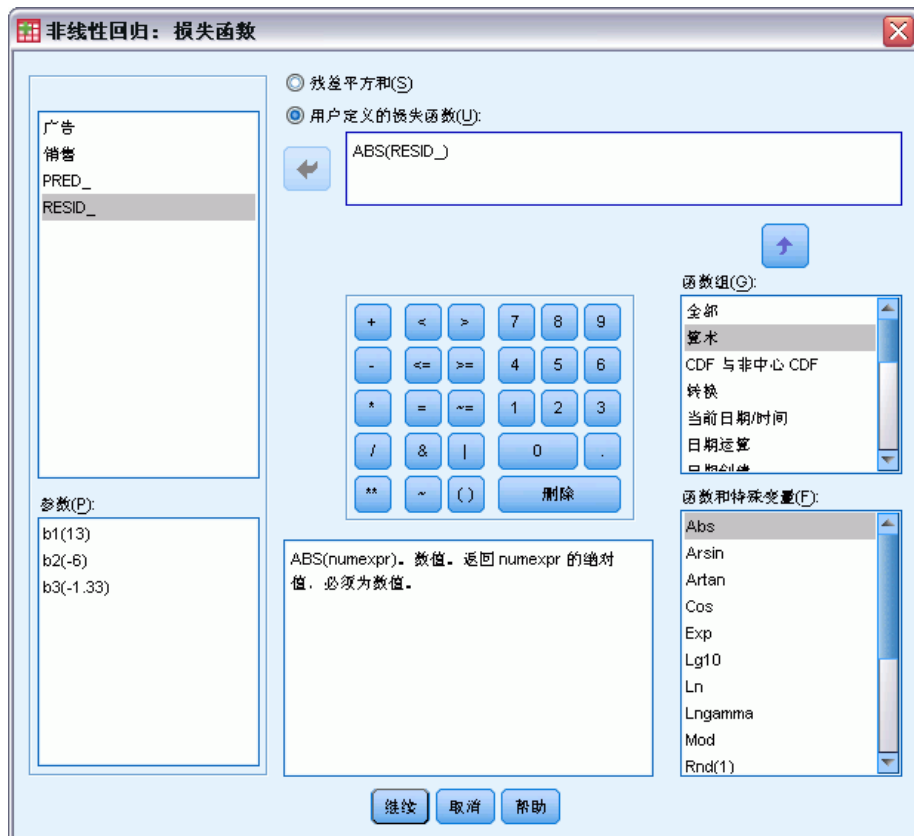 非线性回归：损失函数
残差平方和(S)
用户定义的损失函数(U):
ABS(RESID_)
广告
销售
PRED_
RESID_
参数(P):
b1(13)
b2(-6)
b3(-1.33)
+ < > 7 8 9
- <= >= 4 5 6
* = ~= 1 2 3
/ & | 0 .
** ~ ( ) 删除
ABS(numexpr)。数值。返回 numexpr 的绝对
值，必须为数值。
函数组(G):
全部
算术
CDF 与非中心 CDF
转换
当前日期/时间
日期运算
日期创建
函数和特殊变量(F):
Abs
Arsin
Artan
Cos
Exp
Lg10
Ln
Lngamma
Mod
Rnd(1)
继续 取消 帮助